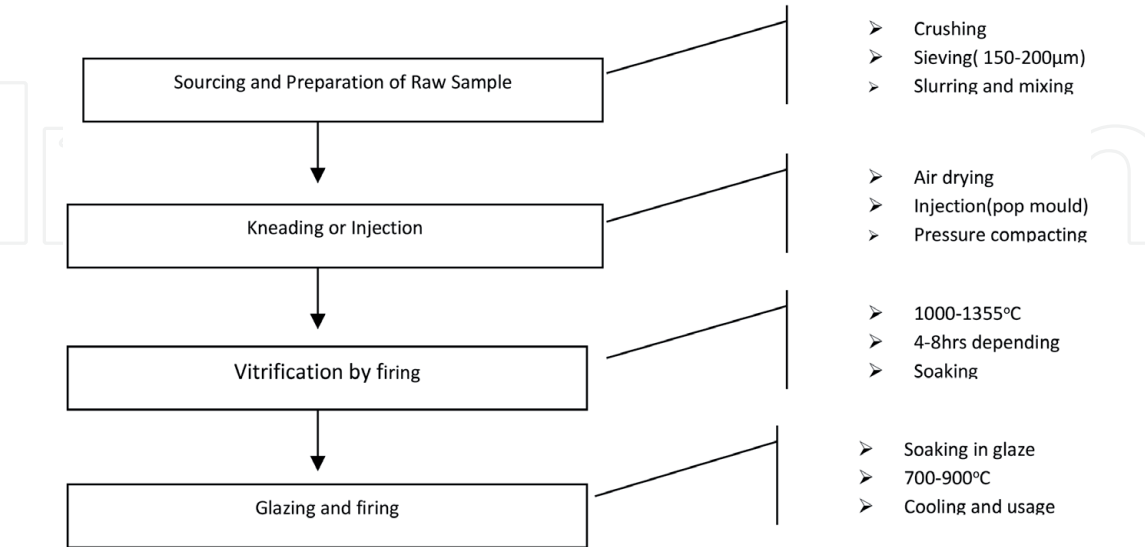 Sourcing and Preparation of Raw Sample
➢ Crushing
➢ Sieving( 150-200µm)
➢ Slurring and mixing
Kneading or Injection
➢ Air drying
➢ Injection(pop mould)
➢ Pressure compacting
Vitrification by firing
➢ 1000-1355°C
➢ 4-8hrs depending
➢ Soaking
Glazing and firing
➢ Soaking in glaze
➢ 700-900°C
➢ Cooling and usage